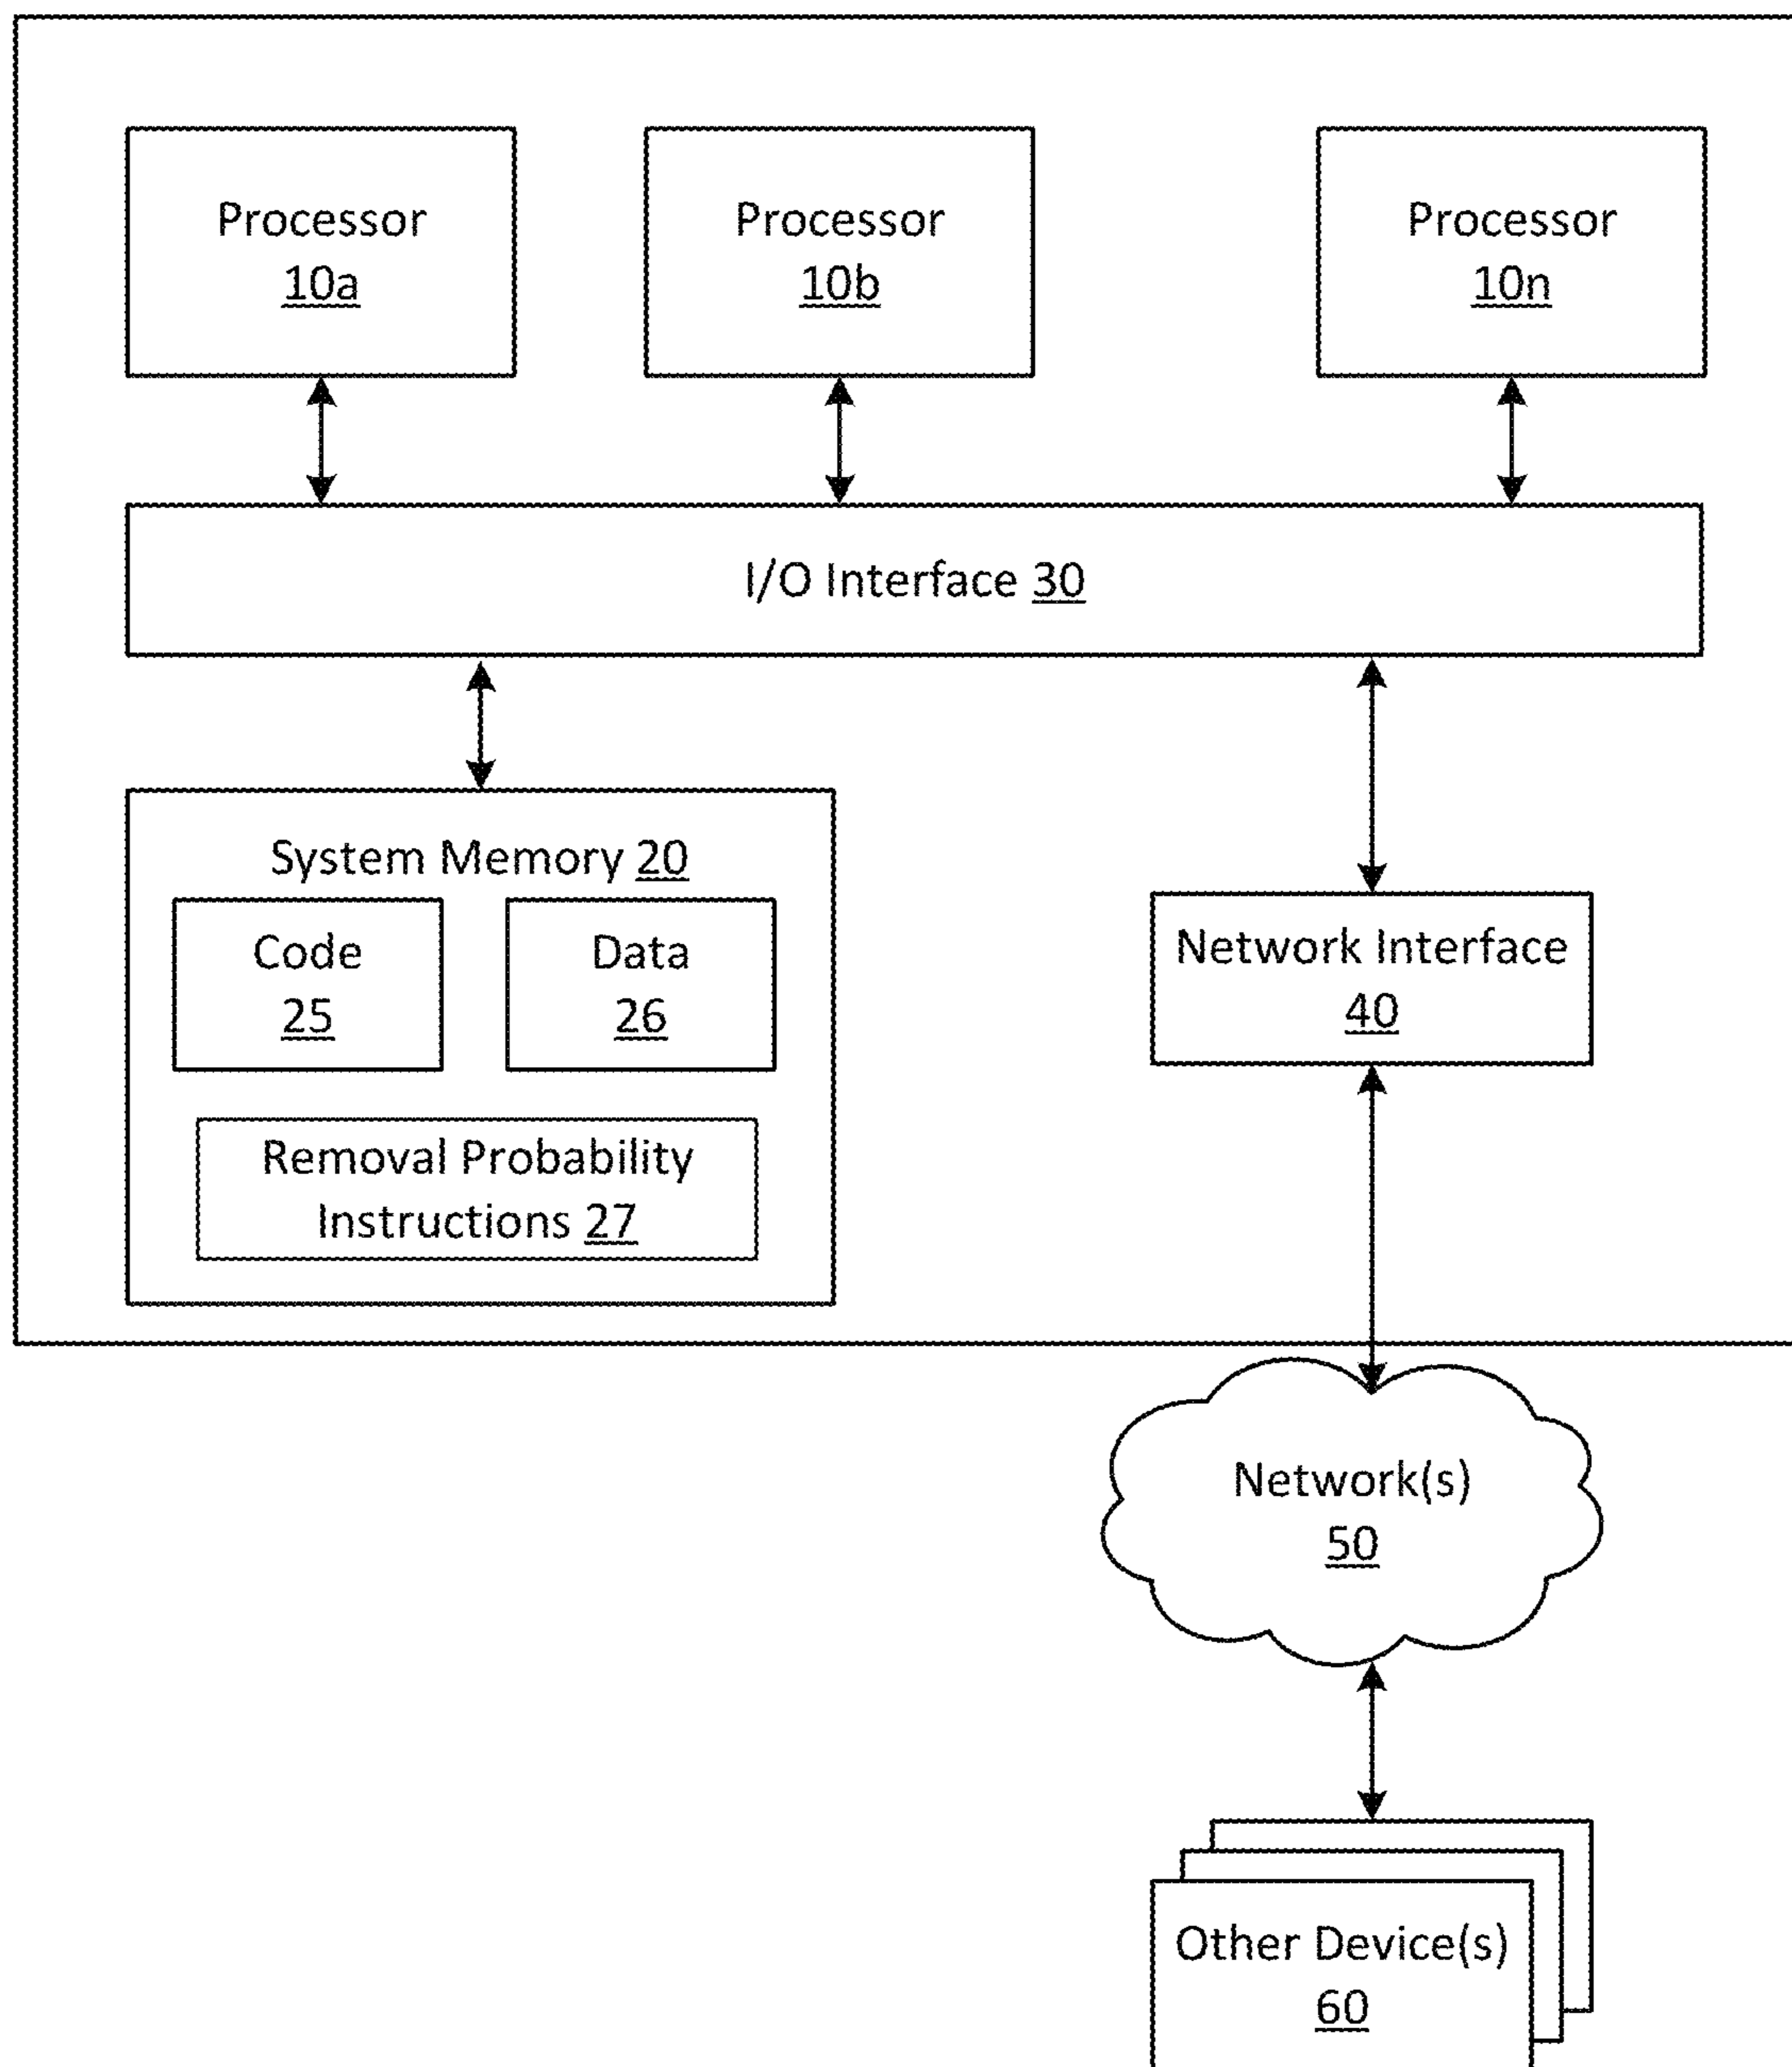 Processor
10a
Processor
10b
Processor
10n
I/O Interface 30
System Memory 20
Code
25
Data
26
Removal Probability
Instructions 27
Network Interface
40
Network(s)
50
Other Device(s)
60